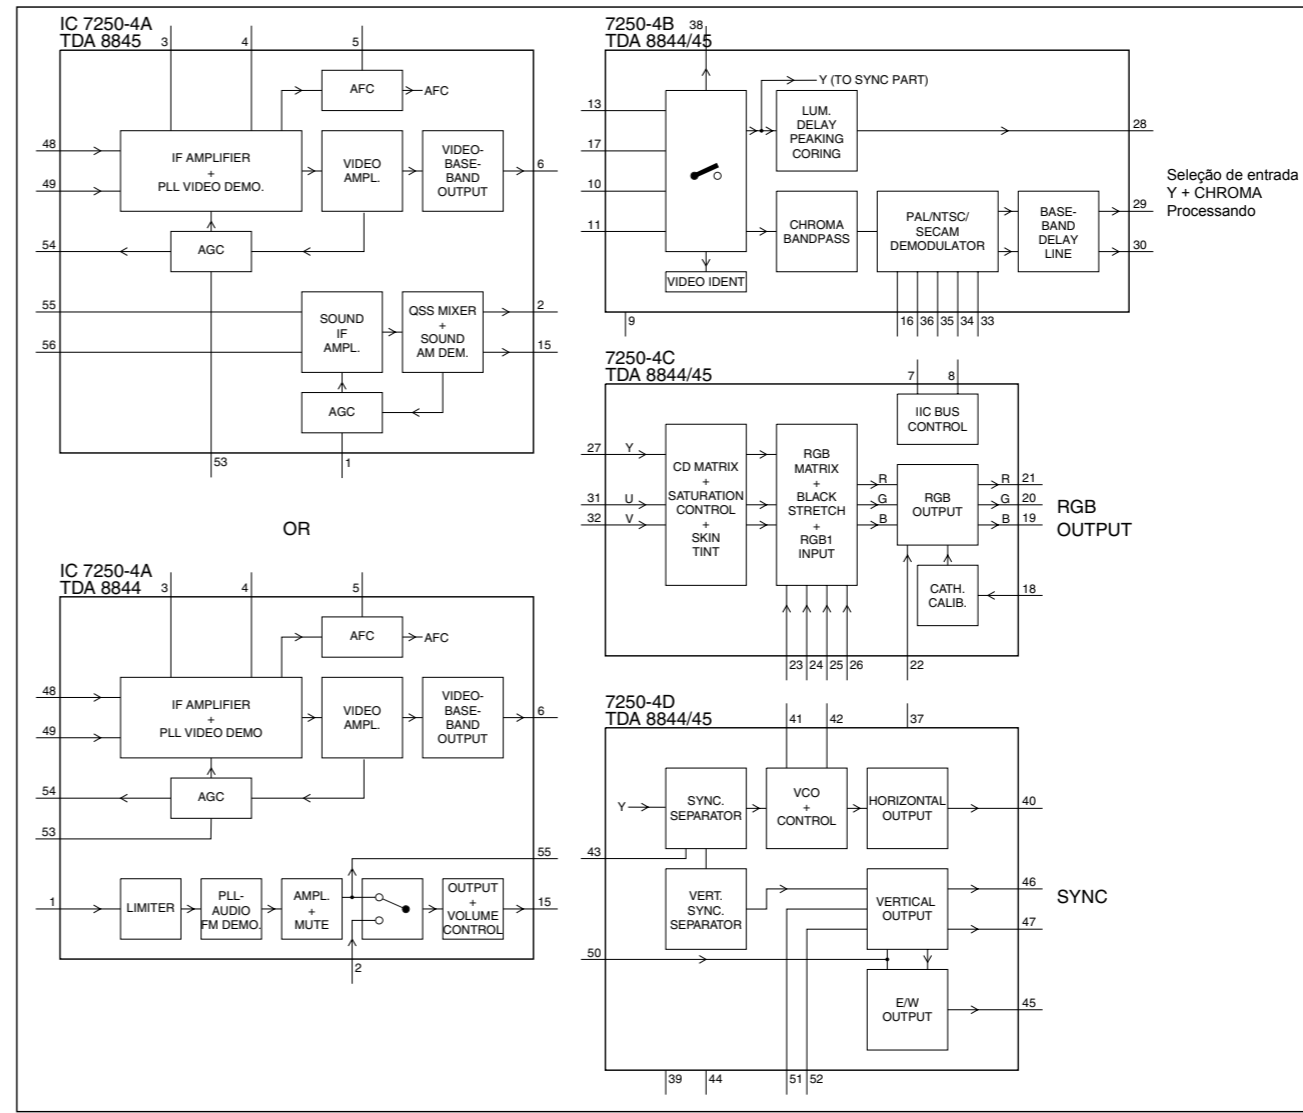 IC 7250-4A
TDA 8845
3
4
5
AFC
AFC
48
49
IF AMPLIFIER
+
PLL VIDEO DEMO.
VIDEO
AMPL.
VIDEO-
BASE-
BAND
OUTPUT
6
54
AGC
55
56
SOUND
IF
AMPL.
QSS MIXER
+
SOUND
AM DEM.
2
15
AGC
53
1
OR
IC 7250-4A
TDA 8844
3
4
5
AFC
AFC
48
49
IF AMPLIFIER
+
PLL VIDEO DEMO
VIDEO
AMPL.
VIDEO-
BASE-
BAND
OUTPUT
6
54
AGC
53
55
1
LIMITER
PLL-
AUDIO
FM DEMO.
AMPL.
+
MUTE
OUTPUT
+
VOLUME
CONTROL
15
2
7250-4B
TDA 8844/45
38
Y (TO SYNC PART)
13
17
10
11
LUM.
DELAY
PEAKING
CORING
28
CHROMA
BANDPASS
PAL/NTSC/
SECAM
DEMODULATOR
BASE-
BAND
DELAY
LINE
29
30
VIDEO IDENT
9
16
36
35
34
33
Seleção de entrada
Y + CHROMA
Processando
7250-4C
TDA 8844/45
7
8
IIC BUS
CONTROL
27
Y
31
U
32
V
CD MATRIX
+
SATURATION
CONTROL
+
SKIN
TINT
RGB
MATRIX
+
BLACK
STRETCH
+
RGB1
INPUT
R
G
B
RGB
OUTPUT
R
G
B
21
20
19
RGB
OUTPUT
CATH.
CALIB.
18
23
24
25
26
22
7250-4D
TDA 8844/45
41
42
37
Y
SYNC.
SEPARATOR
VCO
+
CONTROL
HORIZONTAL
OUTPUT
40
43
VERT.
SYNC.
SEPARATOR
VERTICAL
OUTPUT
46
47
SYNC
50
E/W
OUTPUT
45
39
44
51
52